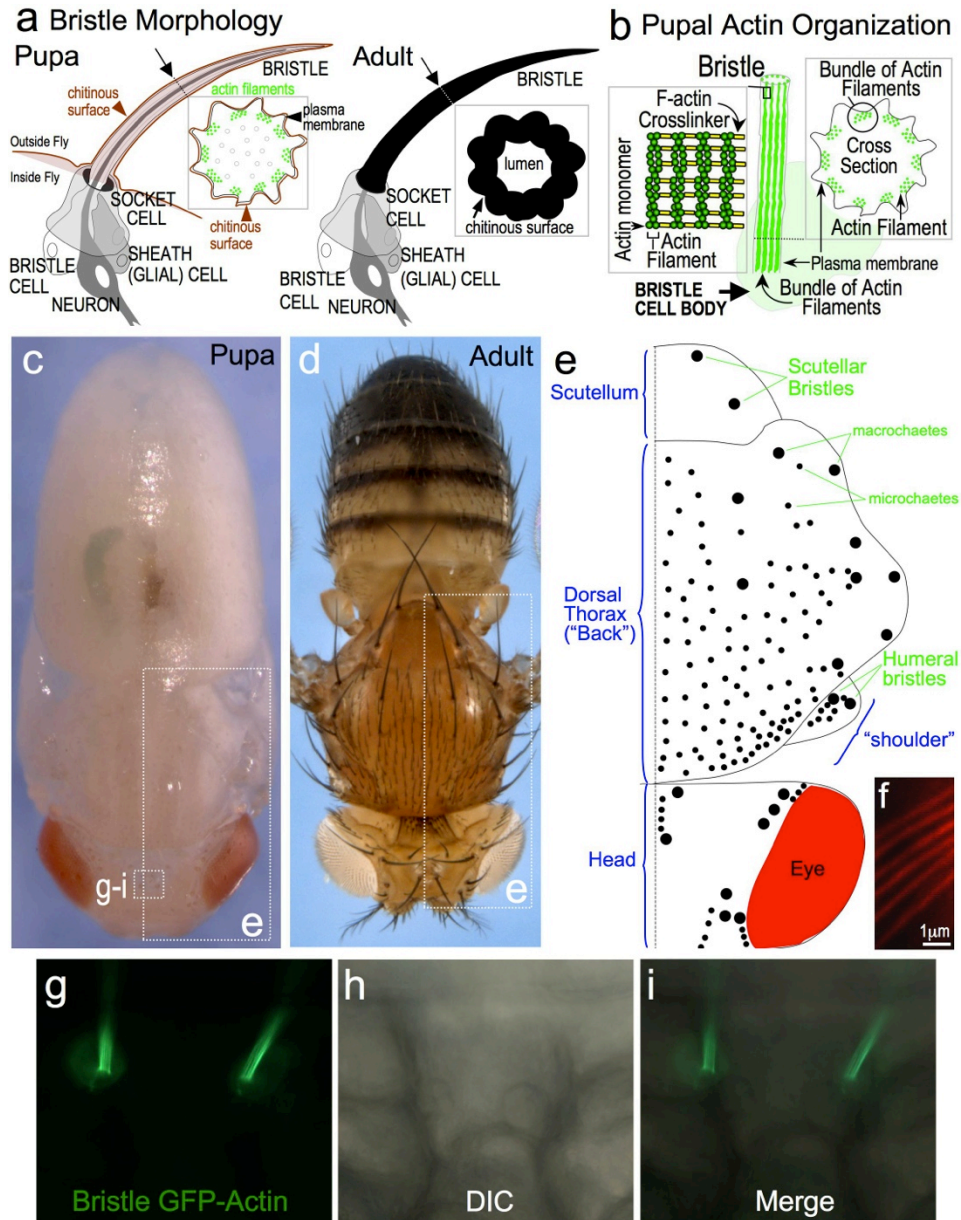 a Bristle Morphology
Pupa
BRISTLE
chitinous
surface
actin filaments
plasma
membrane
Outside Fly
Inside Fly
SOCKET
CELL
chitinous
surface
BRISTLE
CELL
SHEATH
(GLIAL) CELL
NEURON
Adult
BRISTLE
lumen
SOCKET
CELL
chitinous surface
BRISTLE
CELL
SHEATH
(GLIAL) CELL
NEURON
b Pupal Actin Organization
Bristle
Bundle of Actin
Filaments
F-actin
Crosslinker
Cross
Section
Actin monomer
Actin
Filament
Actin Filament
Plasma membrane
BRISTLE
CELL BODY
Bundle of Actin
Filaments
c Pupa
g-i
e
d Adult
e
e
Scutellum
Scutellar
Bristles
macrochaetes
microchaetes
Dorsal
Thorax
("Back")
Humeral
bristles
"shoulder"
Head
Eye
f
1μm
g
Bristle GFP-Actin
h
DIC
i
Merge